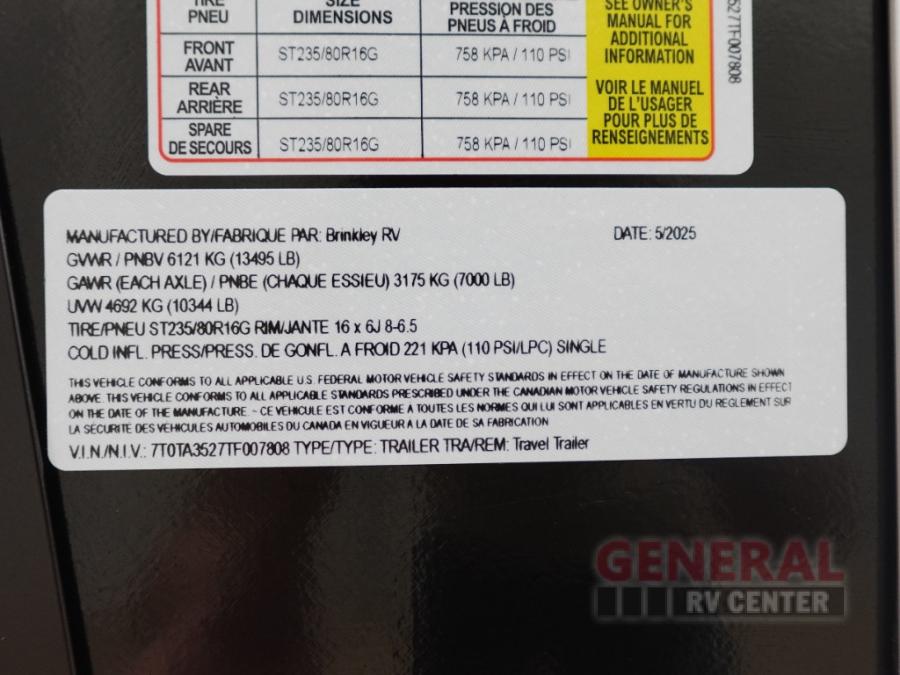 TIRE SIZE
PNEU DIMENSIONS PRESSION DES
PNEUS À FROID
FRONT
AVANT ST235/80R16G 758 KPA / 110 PSI
REAR
ARRIÈRE ST235/80R16G 758 KPA / 110 PSI
SPARE
DE SECOURS ST235/80R16G 758 KPA / 110 PSI
SEE OWNER'S
MANUAL FOR
ADDITIONAL
INFORMATION
VOIR LE MANUEL
DE L'USAGER
POUR PLUS DE
RENSEIGNEMENTS
527TF007808
MANUFACTURED BY/FABRIQUE PAR: Brinkley RV DATE: 5/2025
GVWR / PNBV 6121 KG (13495 LB)
GAWR (EACH AXLE) / PNBE (CHAQUE ESSIEU) 3175 KG (7000 LB)
UVW 4692 KG (10344 LB)
TIRE/PNEU ST235/80R16G RIM/JANTE 16 x 6J 8-6.5
COLD INFL. PRESS/PRESS. DE GONFL. A FROID 221 KPA (110 PSI/LPC) SINGLE
THIS VEHICLE CONFORMS TO ALL APPLICABLE U.S. FEDERAL MOTOR VEHICLE SAFETY STANDARDS IN EFFECT ON THE DATE OF MANUFACTURE SHOWN
ABOVE. THIS VEHICLE CONFORMS TO ALL APPLICABLE STANDARDS PRESCRIBED UNDER THE CANADIAN MOTOR VEHICLE SAFETY REGULATIONS IN EFFECT
ON THE DATE OF THE MANUFACTURE. - CE VEHICULE EST CONFORME A TOUTES LES NORMES QUI LUI SONT APPLICABLES EN VERTU DU REGLEMENT SUR
LA SECURITE DES VEHICULES AUTOMOBILES DU CANADA EN VIGUEUR A LA DATE DE SA FABRICATION
V.I.N./N.I.V.: 7T0TA3527TF007808 TYPE/TYPE: TRAILER TRA/REM: Travel Trailer
GENERAL
RV CENTER